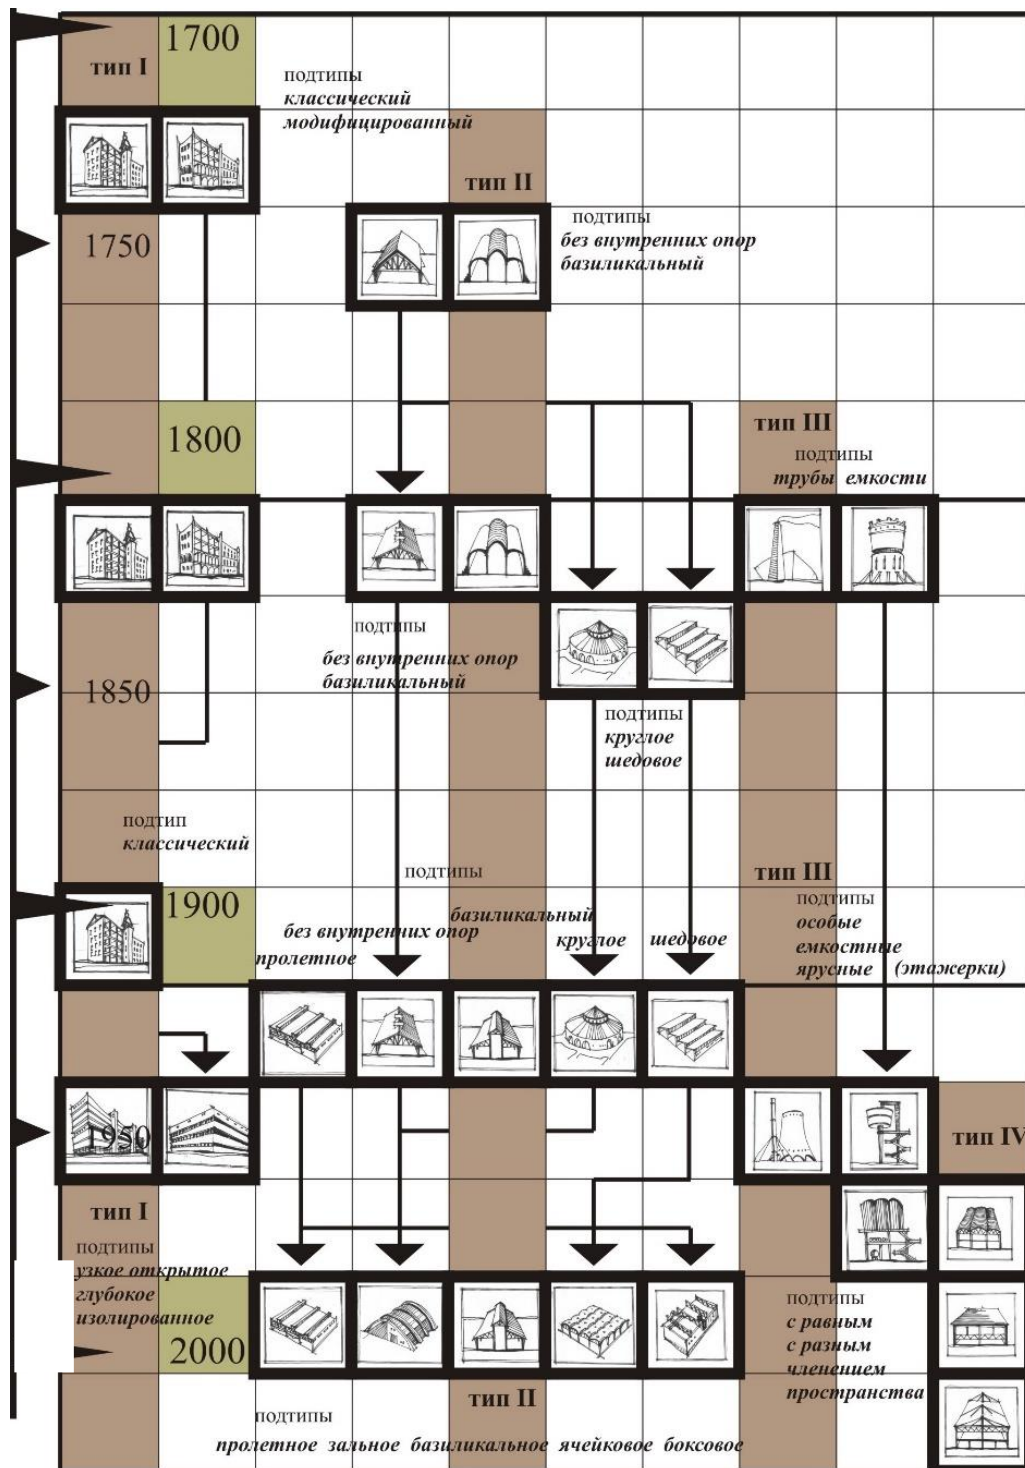 1700
тип I
подтипы
классический
модифицированный
тип II
подтипы
без внутренних опор
базиликальный
1750
1800
тип III
подтипы
трубы емкости
подтипы
без внутренних опор
базиликальный
1850
подтипы
круглое
шедовое
подтип
классический
подтипы
тип III
1900
подтипы
особые
емкостные
ярусные (этажерки)
базиликальный
без внутренних опор
круглое шедовое
пролетное
950
тип IV
тип I
подтипы
узкое открытое
глубокое
изолированное
2000
подтипы
с равным
с разным
членением
пространства
тип II
подтипы
пролетное зальное базиликальное ячейковое боксовое